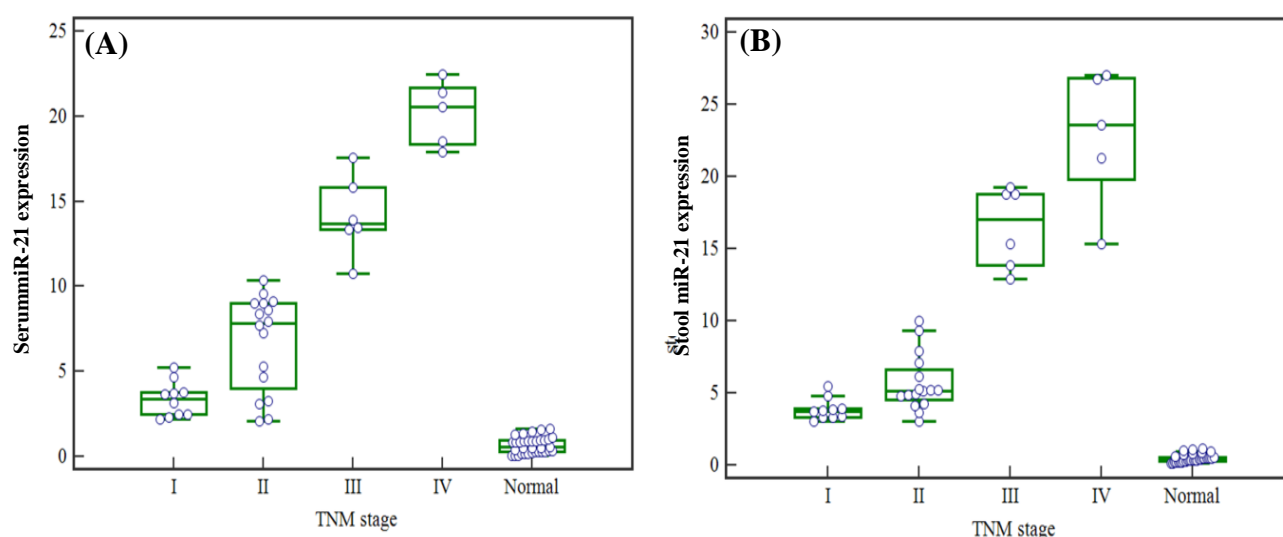 (A)
SerummiR-21 expression
25
20
15
10
5
0
I II III IV Normal
TNM stage
(B)
Stool miR-21 expression
30
25
20
15
10
5
0
I II III IV Normal
TNM stage